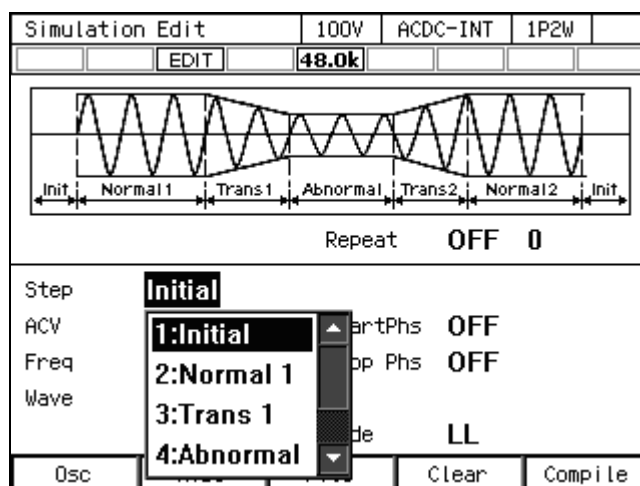 Simulation Edit 100V ACDC-INT 1P2W
EDIT 48.0k
Init Normal1 Trans1 Abnormal Trans2 Normal2 Init
Repeat OFF 0
Step Initial
ACV 1:Initial artPhs OFF
Freq 2:Normal 1 op Phs OFF
Wave 3:Trans 1
4:Abnormal de LL
Osc Clear Compile